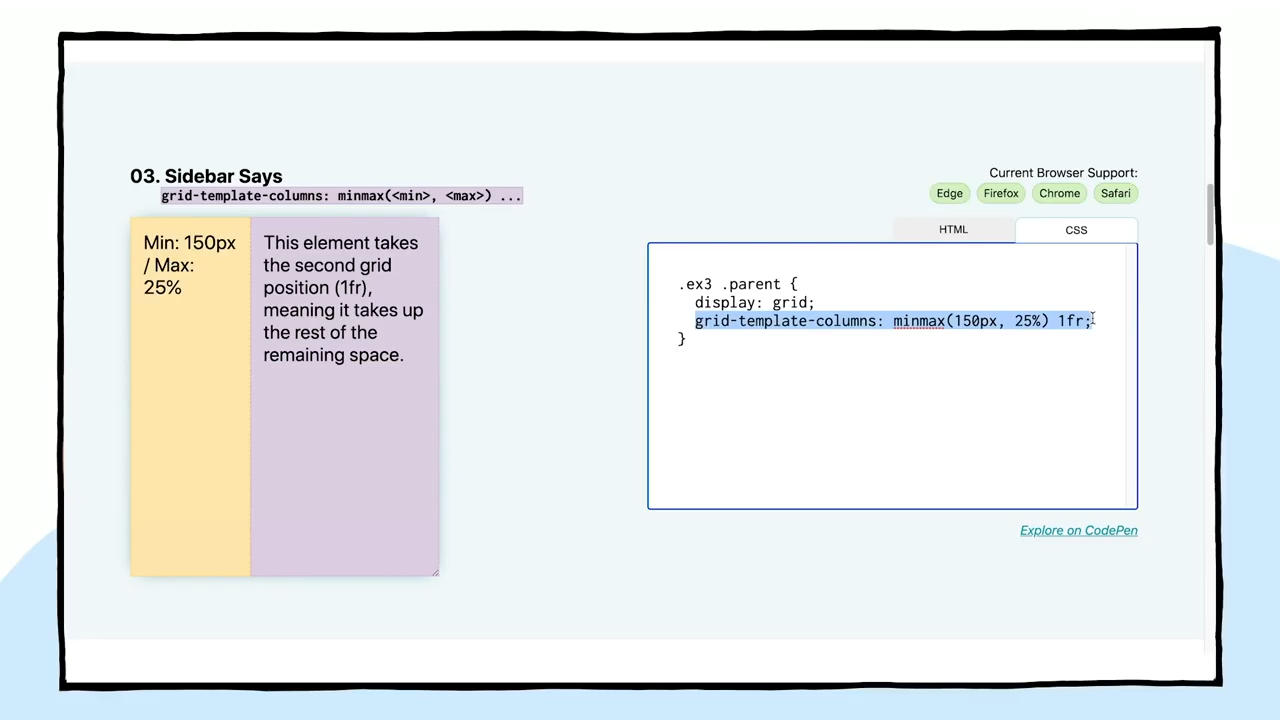 03. Sidebar Says
grid-template-columns: minmax(<min>, <max>) ...
Min: 150px
/ Max:
25%
This element takes
the second grid
position (1fr),
meaning it takes up
the rest of the
remaining space.
Current Browser Support:
Edge Firefox Chrome Safari
HTML CSS
.ex3 .parent {
display: grid;
grid-template-columns: minmax(150px, 25%) 1fr;
}
Explore on CodePen